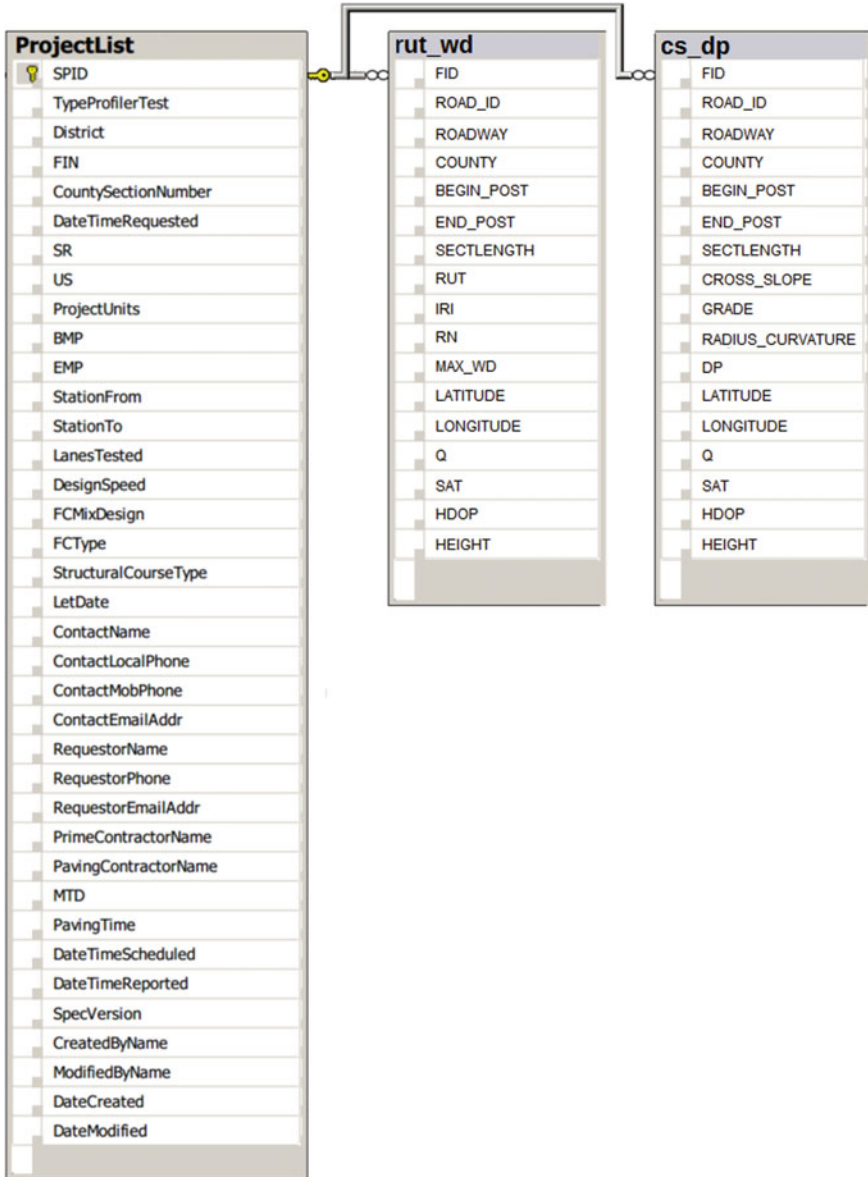 ProjectList
SPID
TypeProfilerTest
District
FIN
CountySectionNumber
DateTimeRequested
SR
US
ProjectUnits
BMP
EMP
StationFrom
StationTo
LanesTested
DesignSpeed
FCMixDesign
FCType
StructuralCourseType
LetDate
ContactName
ContactLocalPhone
ContactMobPhone
ContactEmailAddr
RequestorName
RequestorPhone
RequestorEmailAddr
PrimeContractorName
PavingContractorName
MTD
PavingTime
DateTimeScheduled
DateTimeReported
SpecVersion
CreatedByName
ModifiedByName
DateCreated
DateModified
rut_wd
FID
ROAD_ID
ROADWAY
COUNTY
BEGIN_POST
END_POST
SECTLENGTH
RUT
IRI
RN
MAX_WD
LATITUDE
LONGITUDE
Q
SAT
HDOP
HEIGHT
cs_dp
FID
ROAD_ID
ROADWAY
COUNTY
BEGIN_POST
END_POST
SECTLENGTH
CROSS_SLOPE
GRADE
RADIUS_CURVATURE
DP
LATITUDE
LONGITUDE
Q
SAT
HDOP
HEIGHT